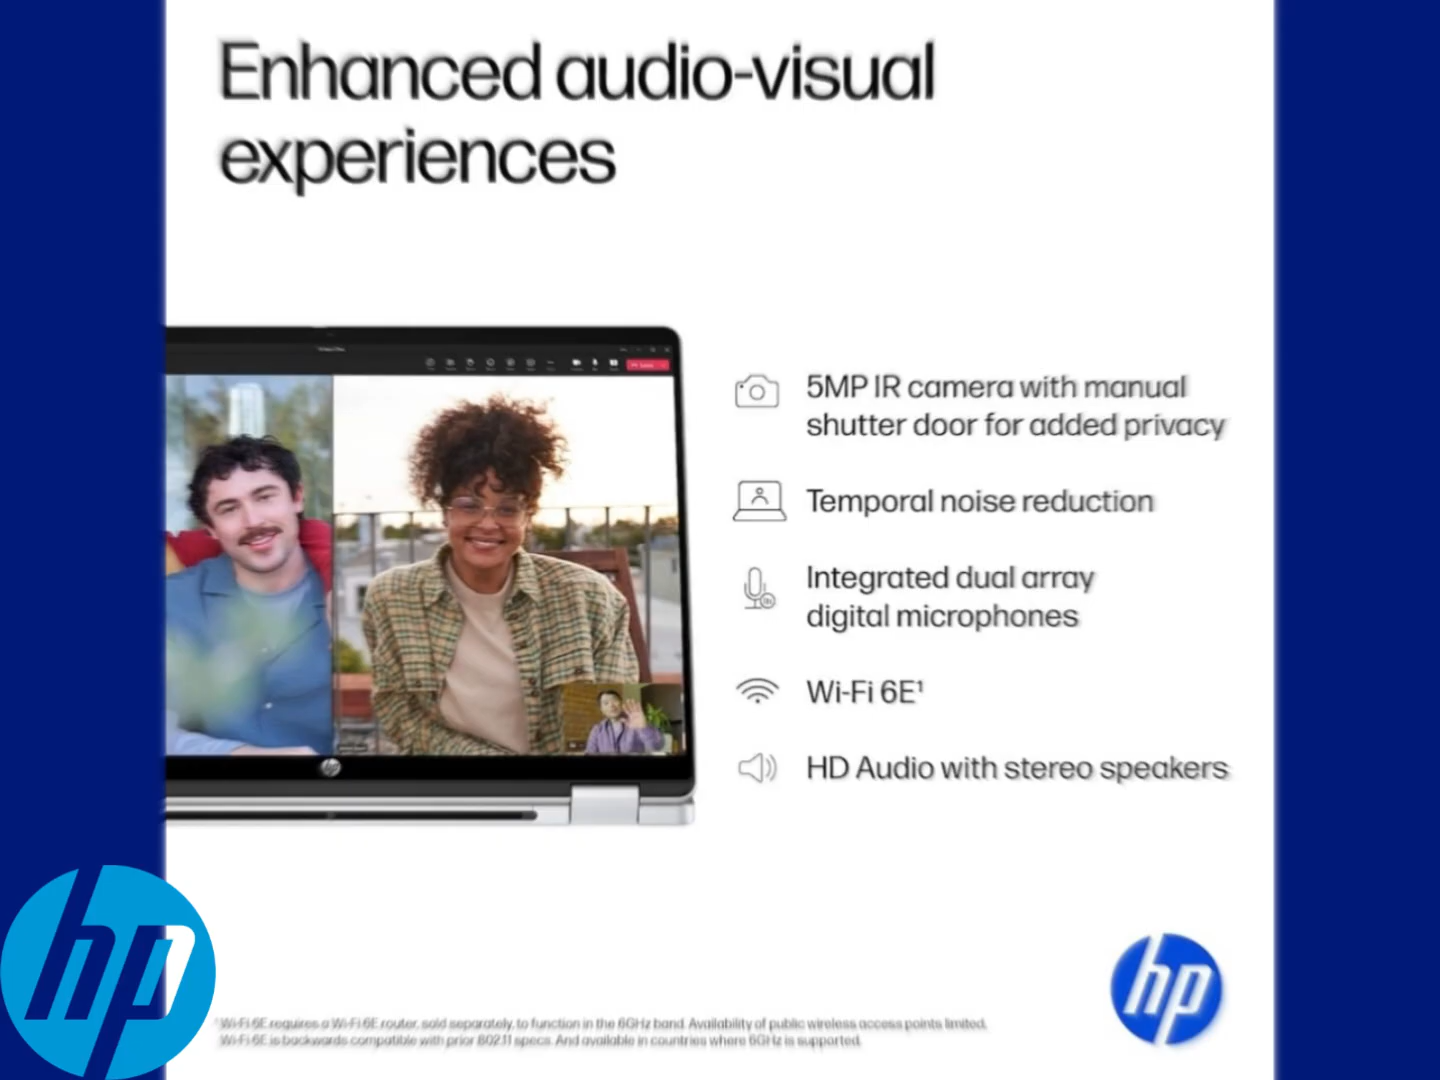 Enhanced audio-visual
experiences
5MP IR camera with manual
shutter door for added privacy
Temporal noise reduction
Integrated dual array
digital microphones
Wi-Fi 6E¹
HD Audio with stereo speakers
hp
hp
hp
¹ Wi-Fi 6E requires a Wi-Fi 6E router, sold separately, to function in the 6GHz band. Availability of public wireless access points limited.
Wi-Fi 6E is backwards compatible with prior 802.11 specs. And available in countries where 6GHz is supported.